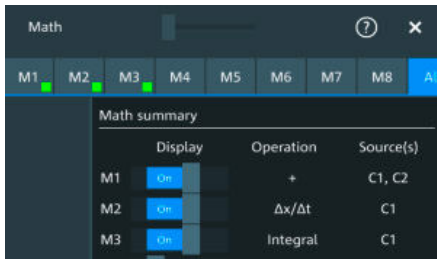 Math ? ×
M1 M2 M3 M4 M5 M6 M7 M8 A
Math summary
Display Operation Source(s)
M1 On + C1, C2
M2 On Δx/Δt C1
M3 On Integral C1